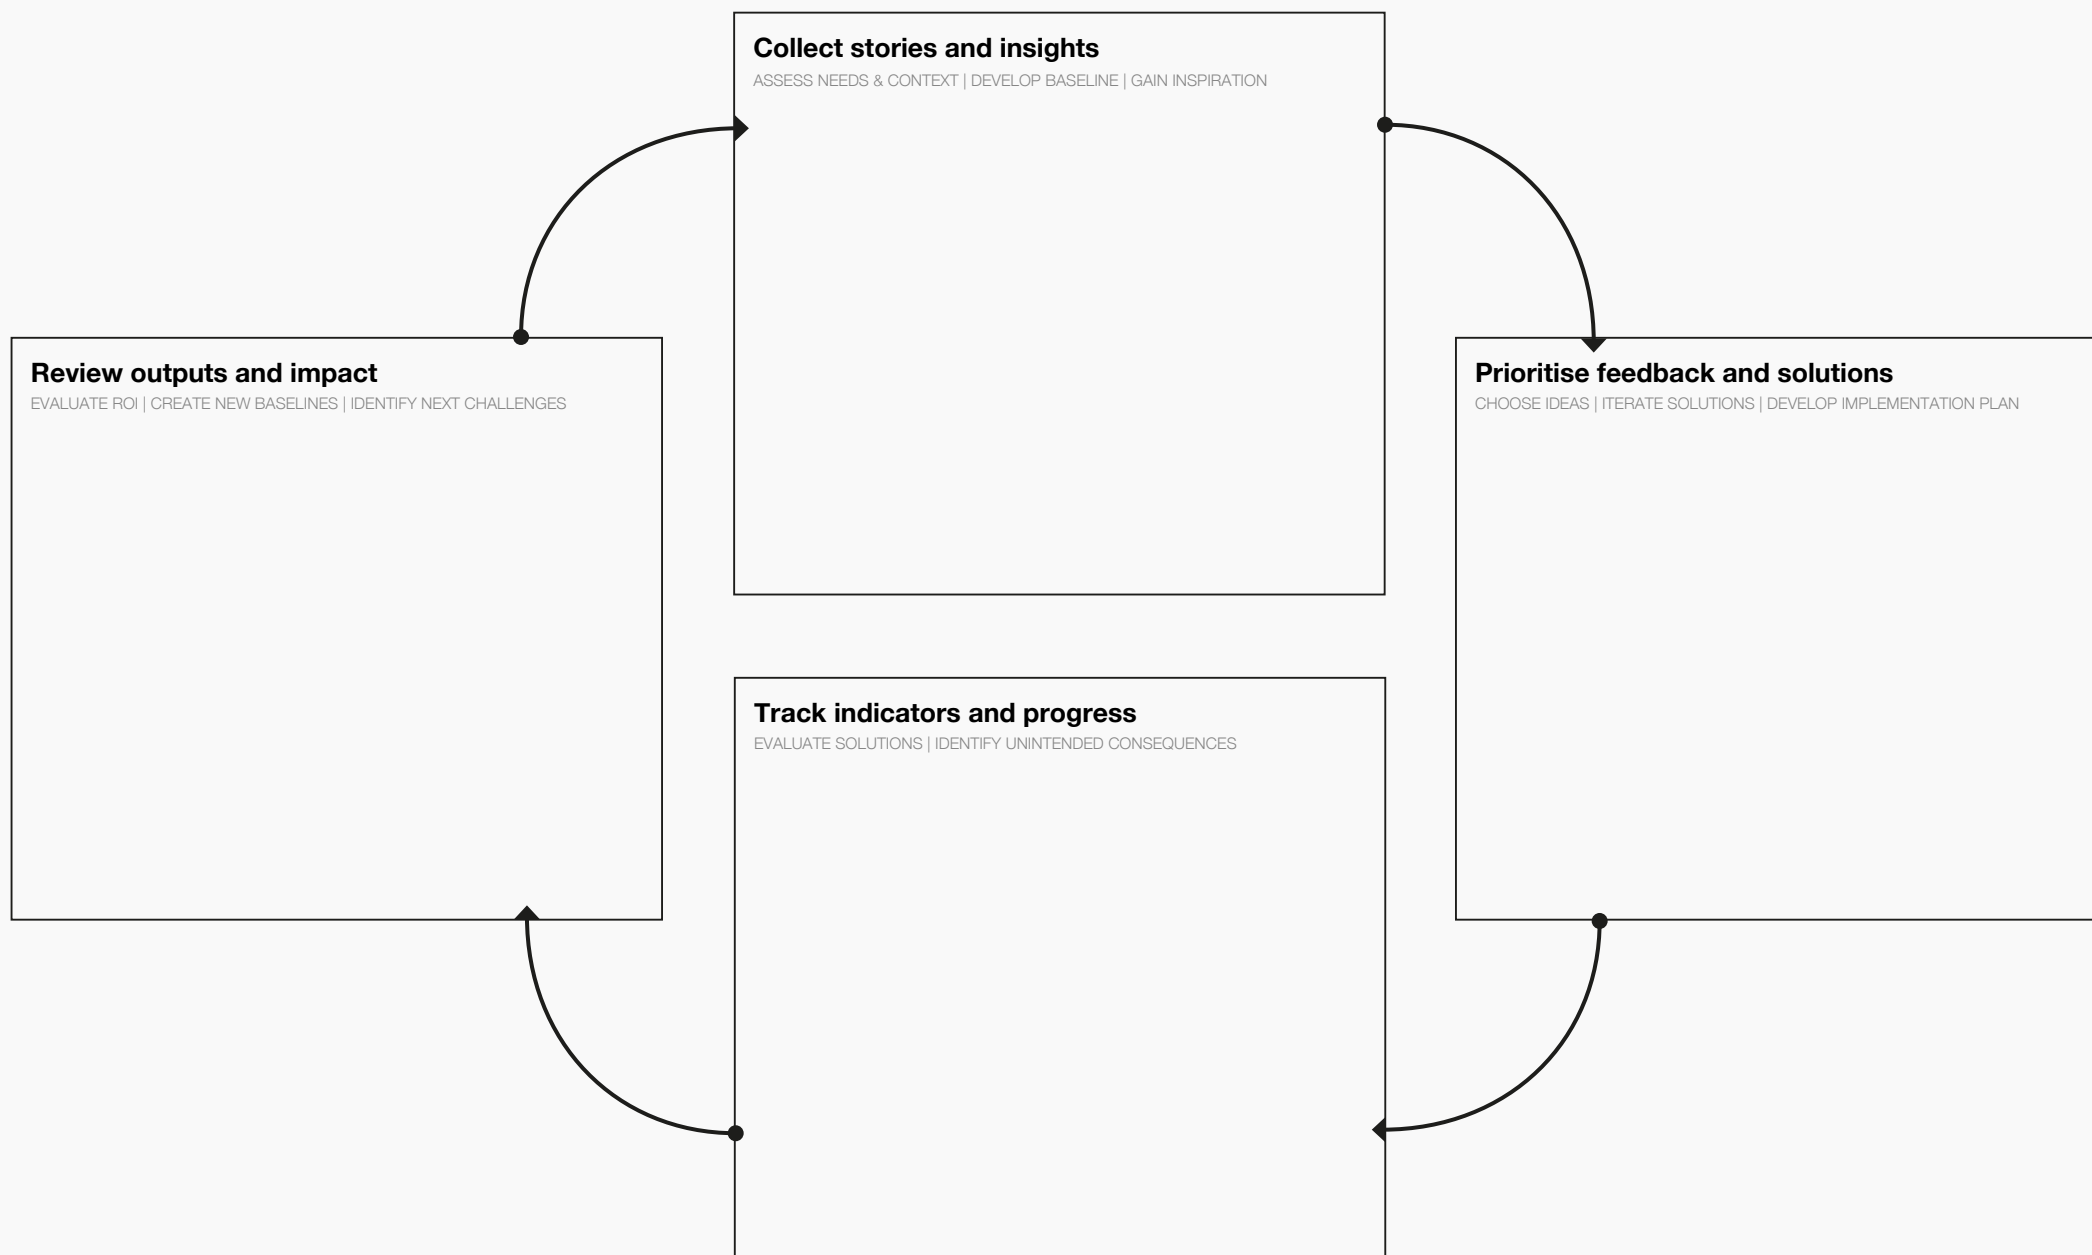 Collect stories and insights
ASSESS NEEDS & CONTEXT | DEVELOP BASELINE | GAIN INSPIRATION
Review outputs and impact
EVALUATE ROI | CREATE NEW BASELINES | IDENTIFY NEXT CHALLENGES
Prioritise feedback and solutions
CHOOSE IDEAS | ITERATE SOLUTIONS | DEVELOP IMPLEMENTATION PLAN
Track indicators and progress
EVALUATE SOLUTIONS | IDENTIFY UNINTENDED CONSEQUENCES